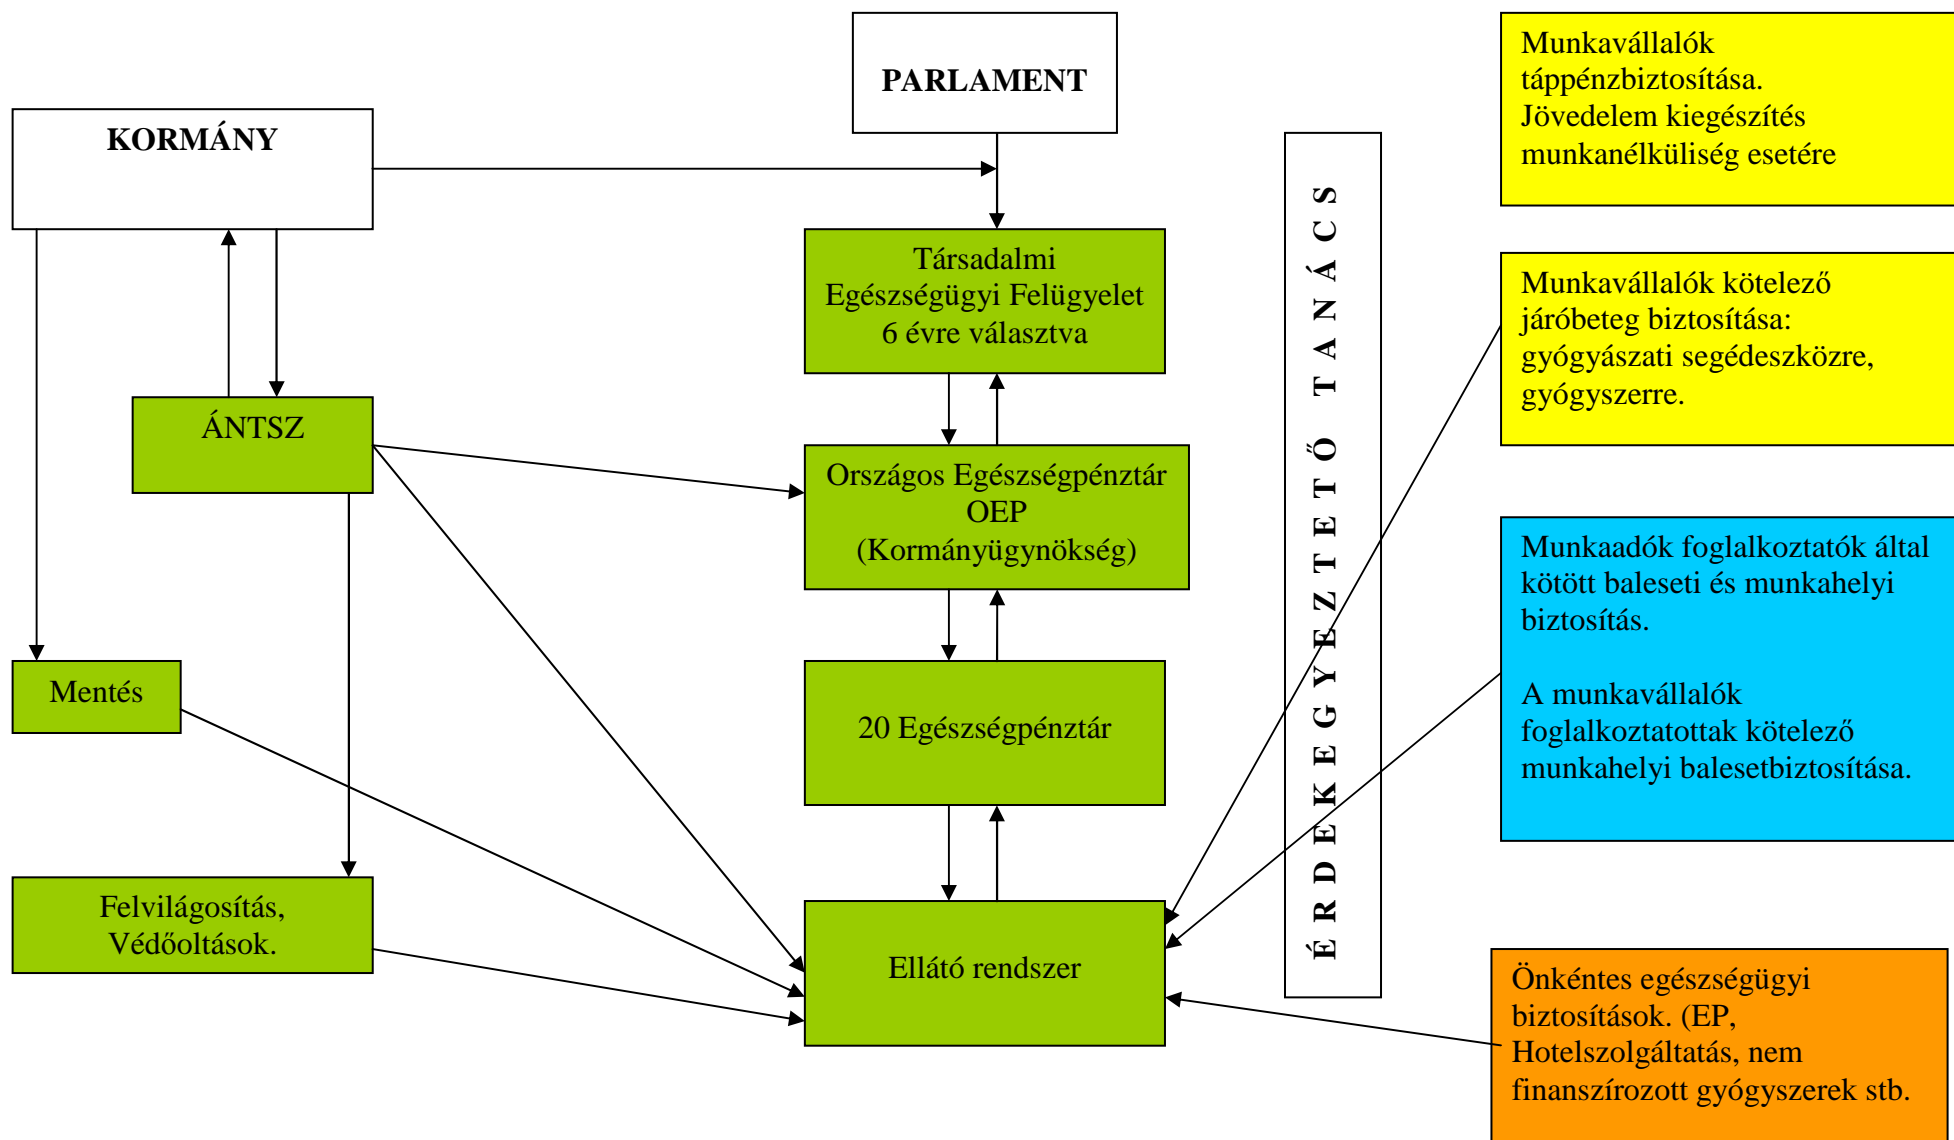 PARLAMENT
KORMÁNY
Társadalmi
Egészségügyi Felügyelet
6 évre választva
ÁNTSZ
Országos Egészségpénztár
OEP
(Kormányügynökség)
Mentés
20 Egészségpénztár
Felvilágosítás,
Védőoltások.
Ellátó rendszer
ÉRDEKEGYEZTETŐ TANÁCS
Munkavállalók
táppénzbiztosítása.
Jövedelem kiegészítés
munkanélküliség esetére
Munkavállalók kötelező
járóbeteg biztosítása:
gyógyászati segédeszközre,
gyógyszerre.
Munkaadók foglalkoztatók által
kötött baleseti és munkahelyi
biztosítás.
A munkavállalók
foglalkoztatottak kötelező
munkahelyi balesetbiztosítása.
Önkéntes egészségügyi
biztosítások. (EP,
Hotelszolgáltatás, nem
finanszírozott gyógyszerek stb.